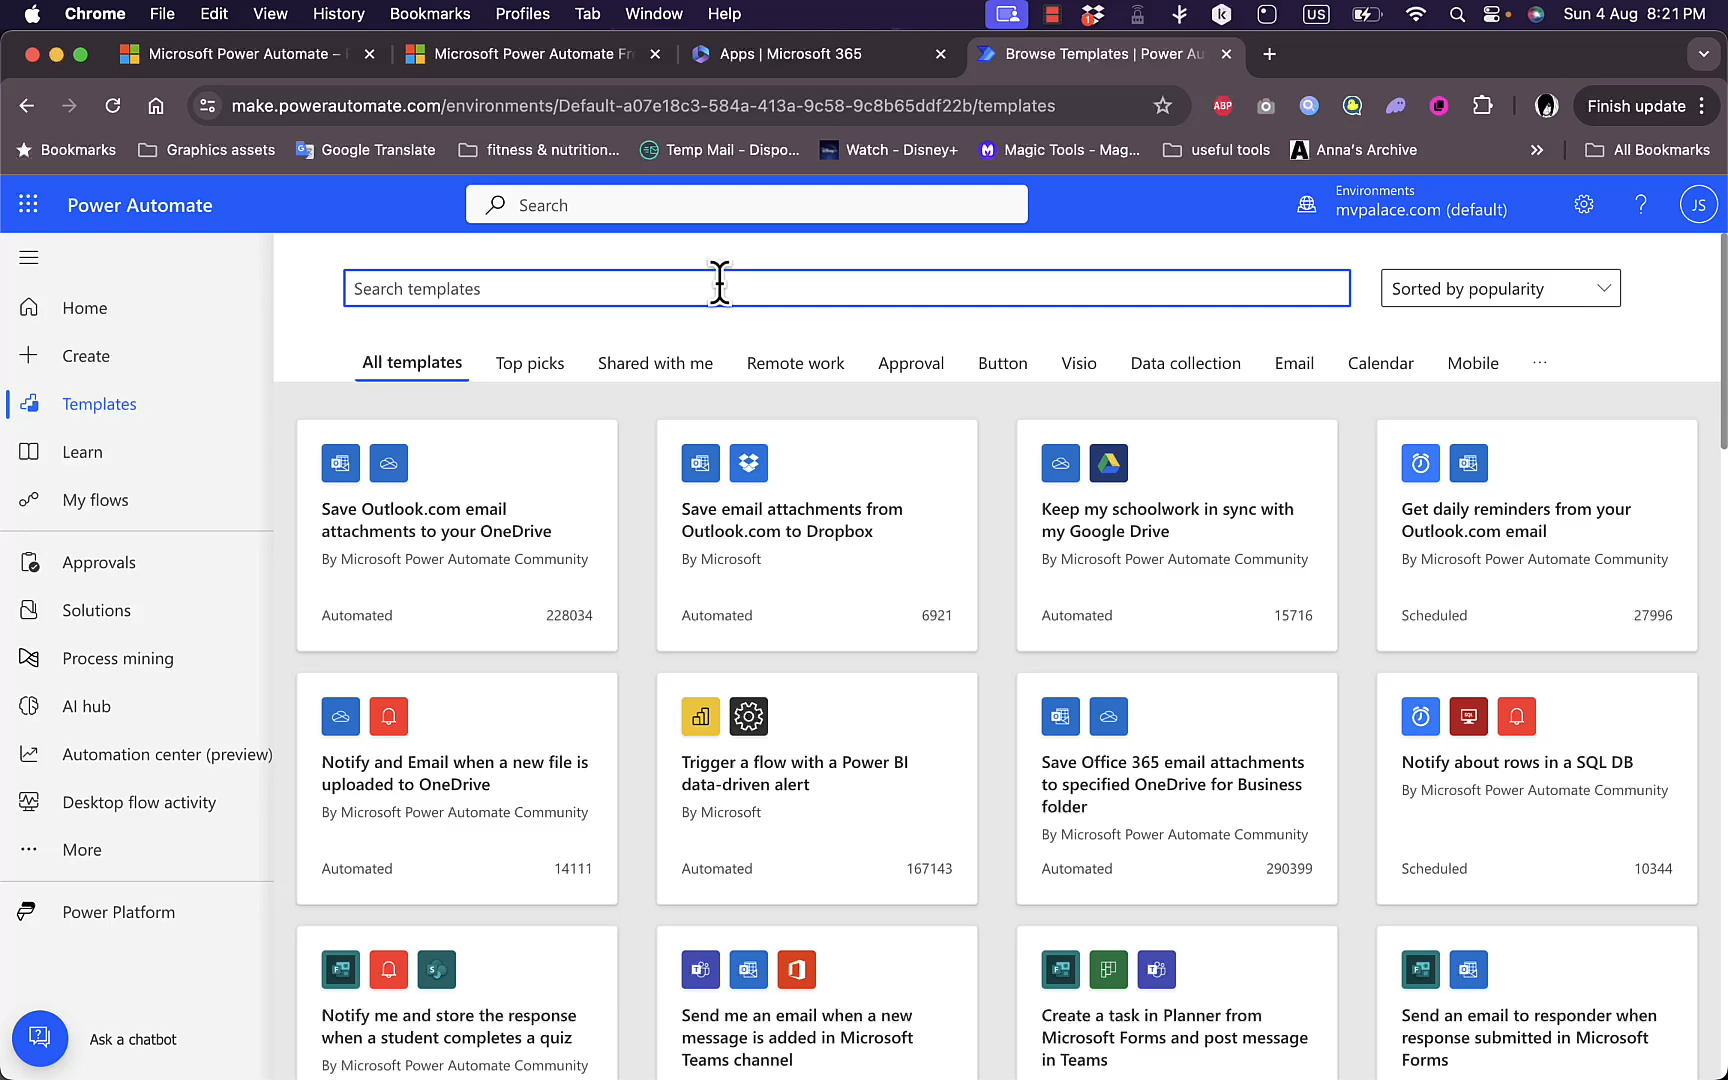 Chrome File Edit View History Bookmarks Profiles Tab Window Help
1 US Sun 4 Aug 8:21 PM
Microsoft Power Automate –
Microsoft Power Automate Fr
Apps | Microsoft 365
Browse Templates | Power Au
make.powerautomate.com/environments/Default-a07e18c3-584a-413a-9c58-9c8b65ddf22b/templates
ABP
Finish update
Bookmarks Graphics assets Google Translate fitness & nutrition... Temp Mail - Dispo... Watch - Disney+ Magic Tools - Mag... useful tools Anna's Archive All Bookmarks
Power Automate
Search
Environments
mvpalace.com (default)
JS
Home
Create
Templates
Learn
My flows
Approvals
Solutions
Process mining
AI hub
Automation center (preview)
Desktop flow activity
More
Power Platform
Ask a chatbot
Search templates
Sorted by popularity
All templates Top picks Shared with me Remote work Approval Button Visio Data collection Email Calendar Mobile ...
Save Outlook.com email
attachments to your OneDrive
By Microsoft Power Automate Community
Automated 228034
Save email attachments from
Outlook.com to Dropbox
By Microsoft
Automated 6921
Keep my schoolwork in sync with
my Google Drive
By Microsoft Power Automate Community
Automated 15716
Get daily reminders from your
Outlook.com email
By Microsoft Power Automate Community
Scheduled 27996
Notify and Email when a new file is
uploaded to OneDrive
By Microsoft Power Automate Community
Automated 14111
Trigger a flow with a Power BI
data-driven alert
By Microsoft
Automated 167143
Save Office 365 email attachments
to specified OneDrive for Business
folder
By Microsoft Power Automate Community
Automated 290399
SQL
Notify about rows in a SQL DB
By Microsoft Power Automate Community
Scheduled 10344
Notify me and store the response
when a student completes a quiz
By Microsoft Power Automate Community
Send me an email when a new
message is added in Microsoft
Teams channel
Create a task in Planner from
Microsoft Forms and post message
in Teams
Send an email to responder when
response submitted in Microsoft
Forms